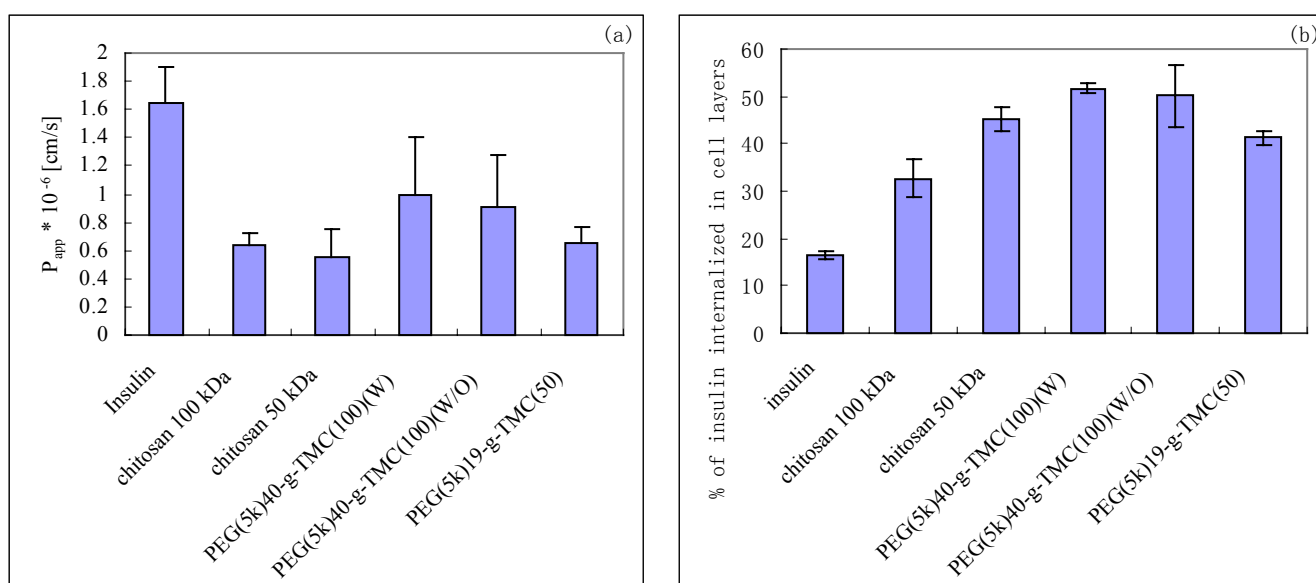 (a)
P app * 10 -6 [cm/s]
2
1.8
1.6
1.4
1.2
1
0.8
0.6
0.4
0.2
0
Insulin
chitosan 100 kDa
chitosan 50 kDa
PEG(5k)40-g-TMC(100)(W)
PEG(5k)40-g-TMC(100)(W/O)
PEG(5k)19-g-TMC(50)
(b)
% of insulin internalized in cell layers
60
50
40
30
20
10
0
insulin
chitosan 100 kDa
chitosan 50 kDa
PEG(5k)40-g-TMC(100)(W)
PEG(5k)40-g-TMC(100)(W/O)
PEG(5k)19-g-TMC(50)